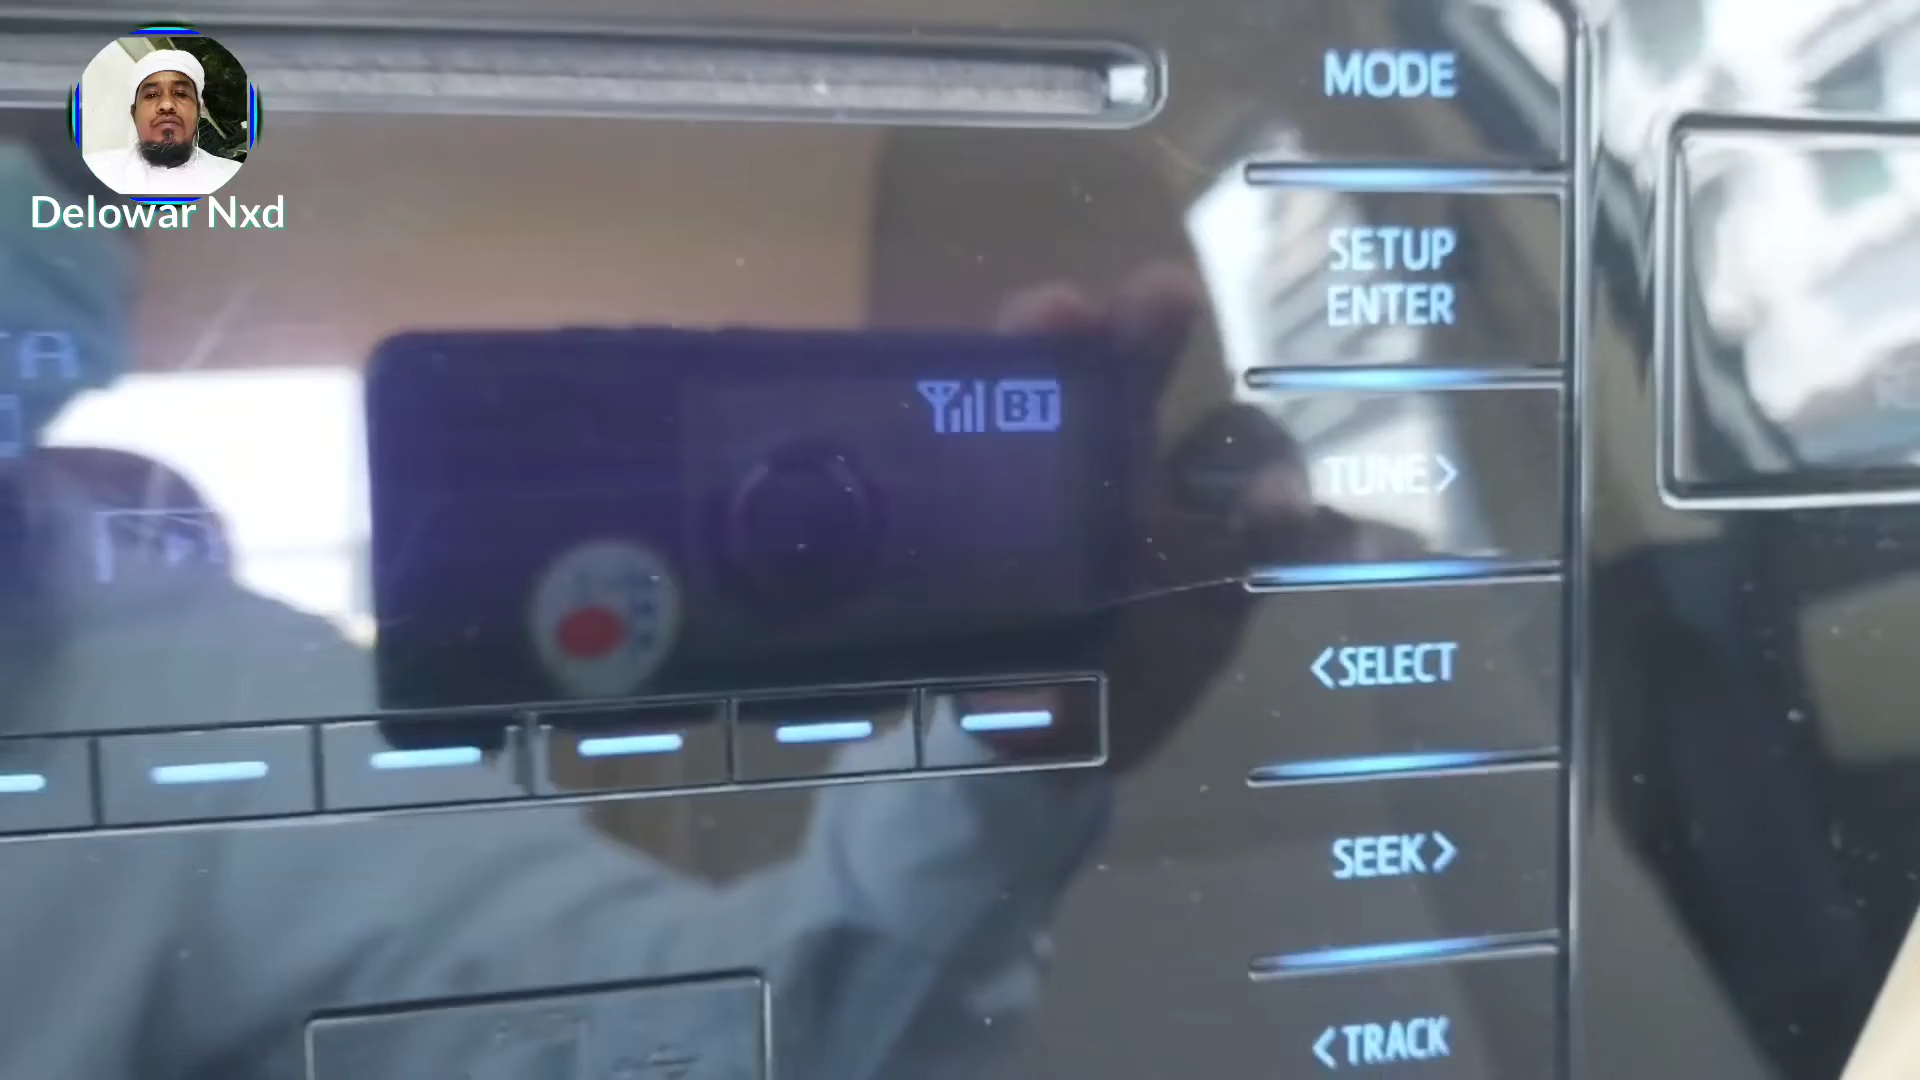 MODE
Delowar Nxd
SETUP
ENTER
BT
TUNE>
<SELECT
SEEK>
<TRACK